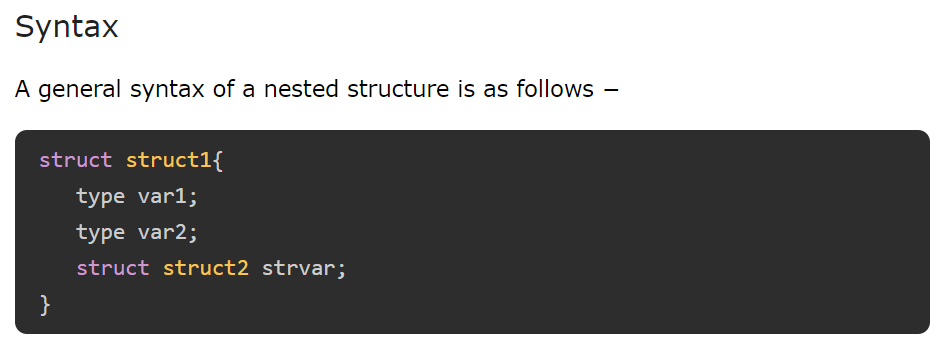 Syntax
A general syntax of a nested structure is as follows −
struct struct1{
   type var1;
   type var2;
   struct struct2 strvar;
}